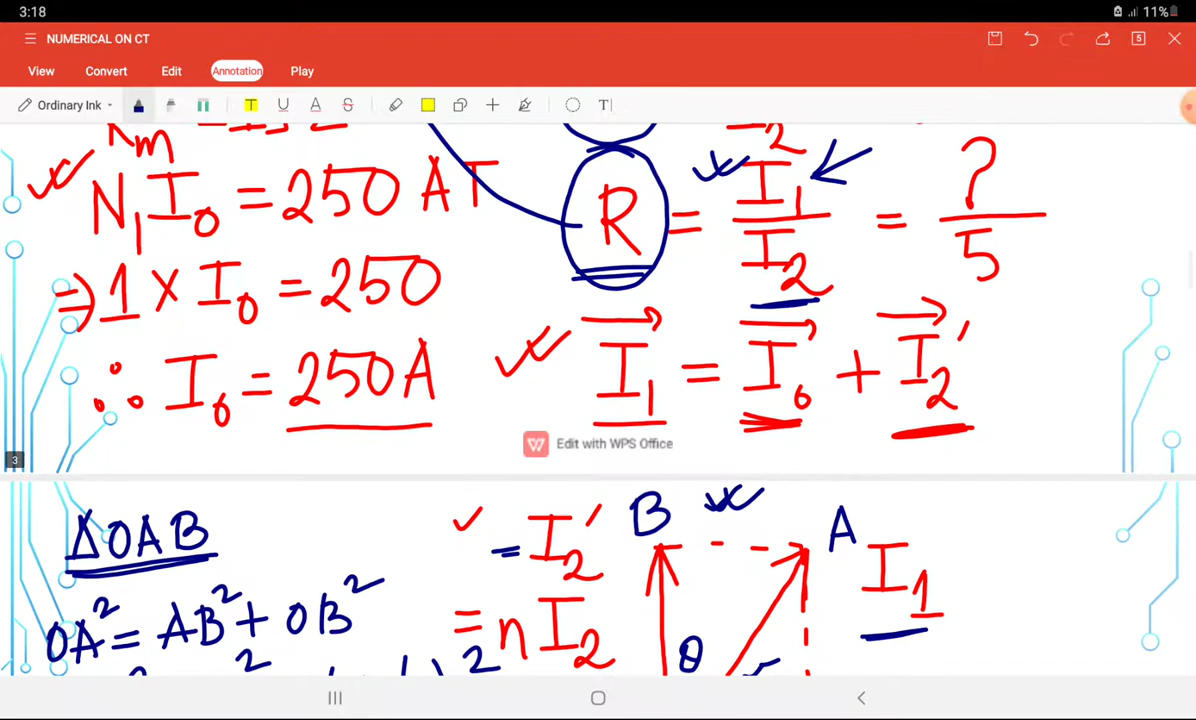 3:18 11%
NUMERICAL ON CT
View Convert Edit Annotation Play
Ordinary Ink T U A S T
5
N₁I₀ = 250 AT
R = I₁/I₂ = ?/5
⇒ 1 × I₀ = 250
∴ I₀ = 250A
I₁ = I₀ + I₂'
Edit with WPS Office
3
ΔOAB
= I₂'
B A I₁
OA² = AB² + OB²
= nI₂
θ